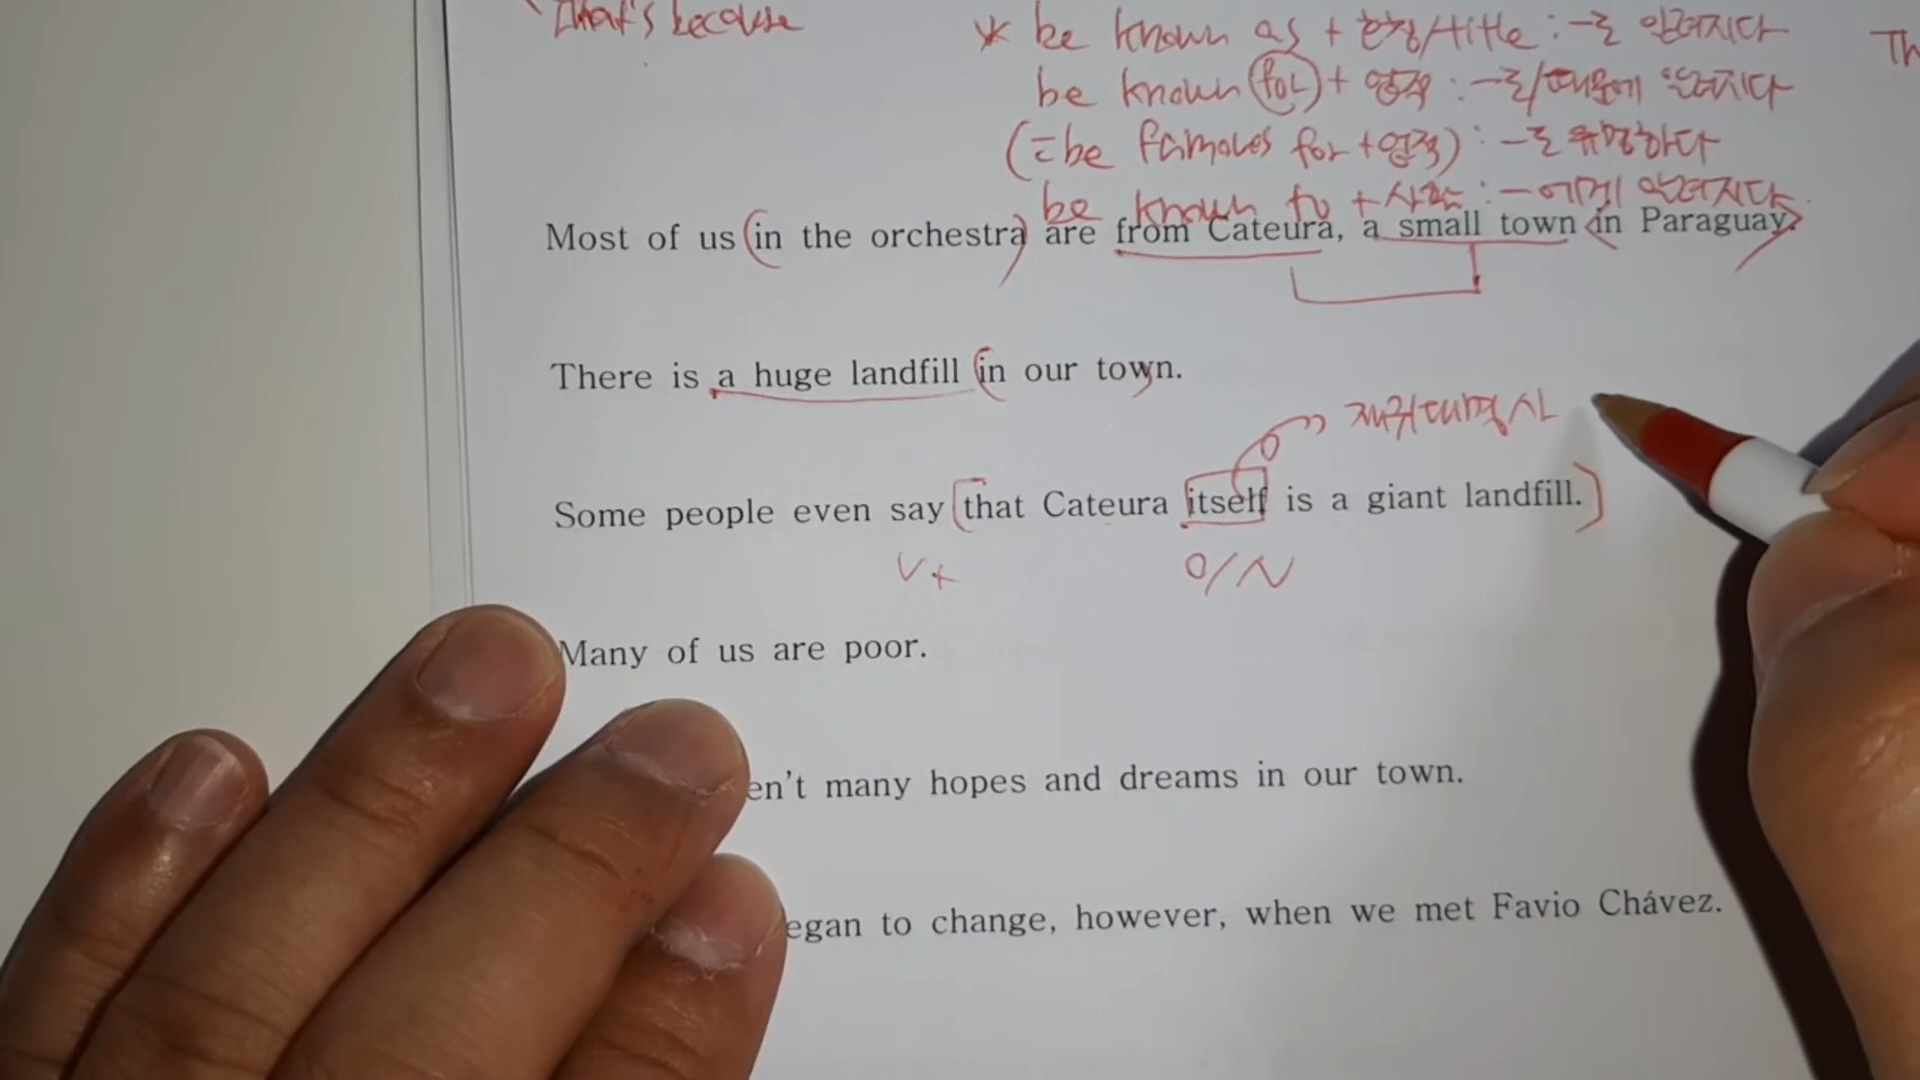 That's because
* be known as + 현장/title : ~로 알려지다
Th
be known for + 업적 : ~로/때문에 알려지다
(= be famous for + 업적) : ~로 유명하다
be known to + 사람 : ~에게 알려지다
Most of us (in the orchestra) are from Cateura, a small town <in Paraguay.>
There is a huge landfill (in our town.
재귀대명사
Some people even say [that Cateura itself is a giant landfill.]
V+
O/N
Many of us are poor.
en't many hopes and dreams in our town.
egan to change, however, when we met Favio Chávez.